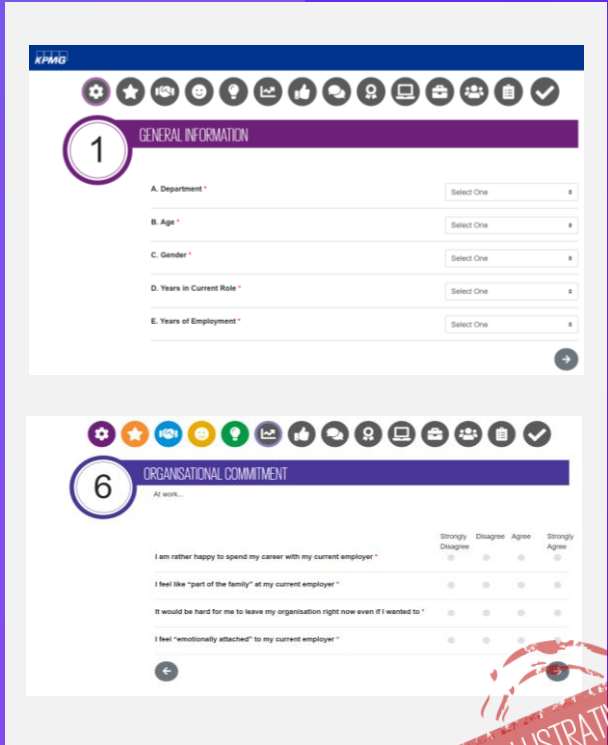 KPMG
1
GENERAL INFORMATION
A. Department *
Select One
B. Age *
Select One
C. Gender *
Select One
D. Years in Current Role *
Select One
E. Years of Employment *
Select One
6
ORGANISATIONAL COMMITMENT
At work...
Strongly Disagree Agree Strongly
Disagree Agree
I am rather happy to spend my career with my current employer *
I feel like “part of the family” at my current employer *
It would be hard for me to leave my organisation right now even if I wanted to *
I feel “emotionally attached” to my current employer *